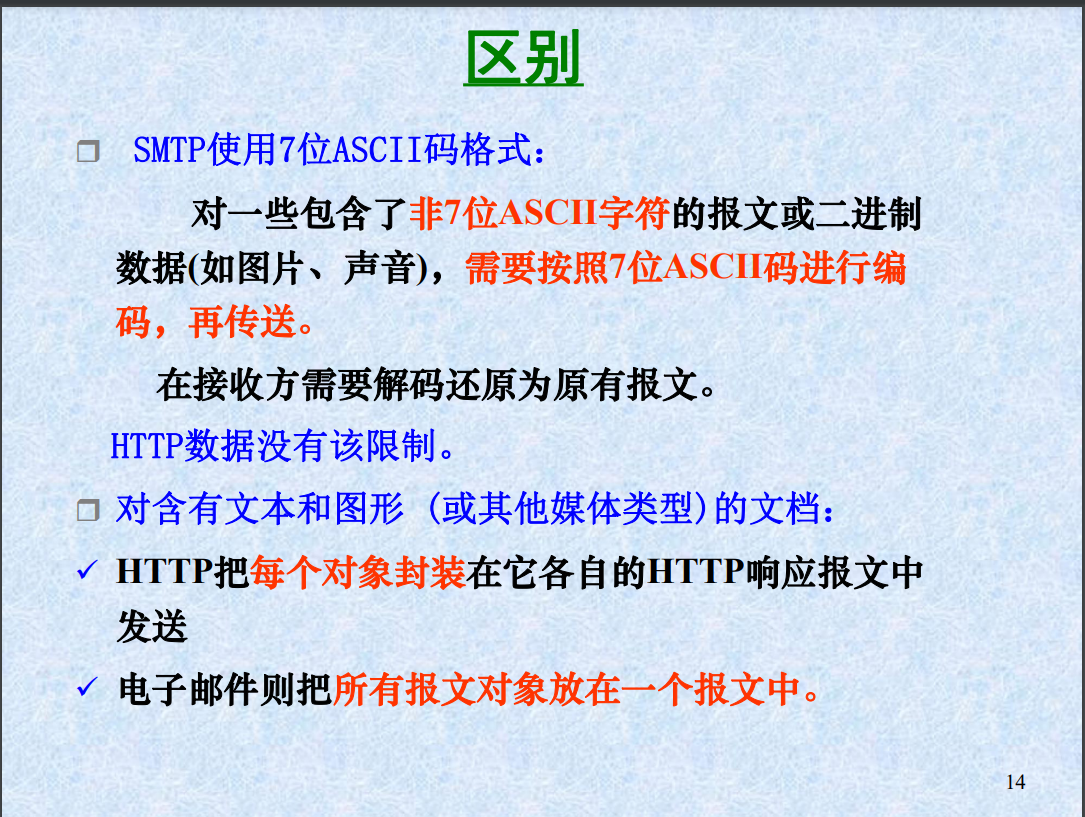 区别
SMTP使用7位ASCII码格式：
对一些包含了非7位ASCII字符的报文或二进制
数据(如图片、声音)，需要按照7位ASCII码进行编
码，再传送。
在接收方需要解码还原为原有报文。
HTTP数据没有该限制。
对含有文本和图形 (或其他媒体类型)的文档：
HTTP把每个对象封装在它各自的HTTP响应报文中
发送
电子邮件则把所有报文对象放在一个报文中。
14